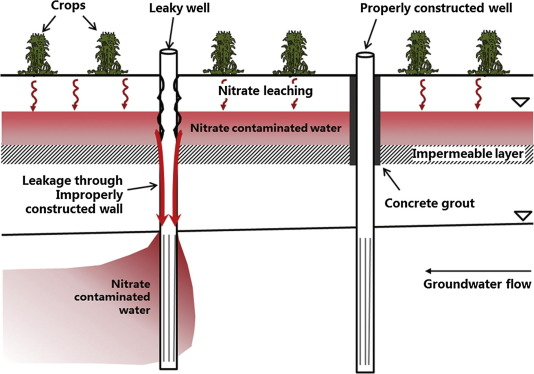 Crops
Leaky well
Properly constructed well
Nitrate leaching
Nitrate contaminated water
Impermeable layer
Leakage through
Improperly
constructed wall
Concrete grout
Nitrate
contaminated
water
Groundwater flow